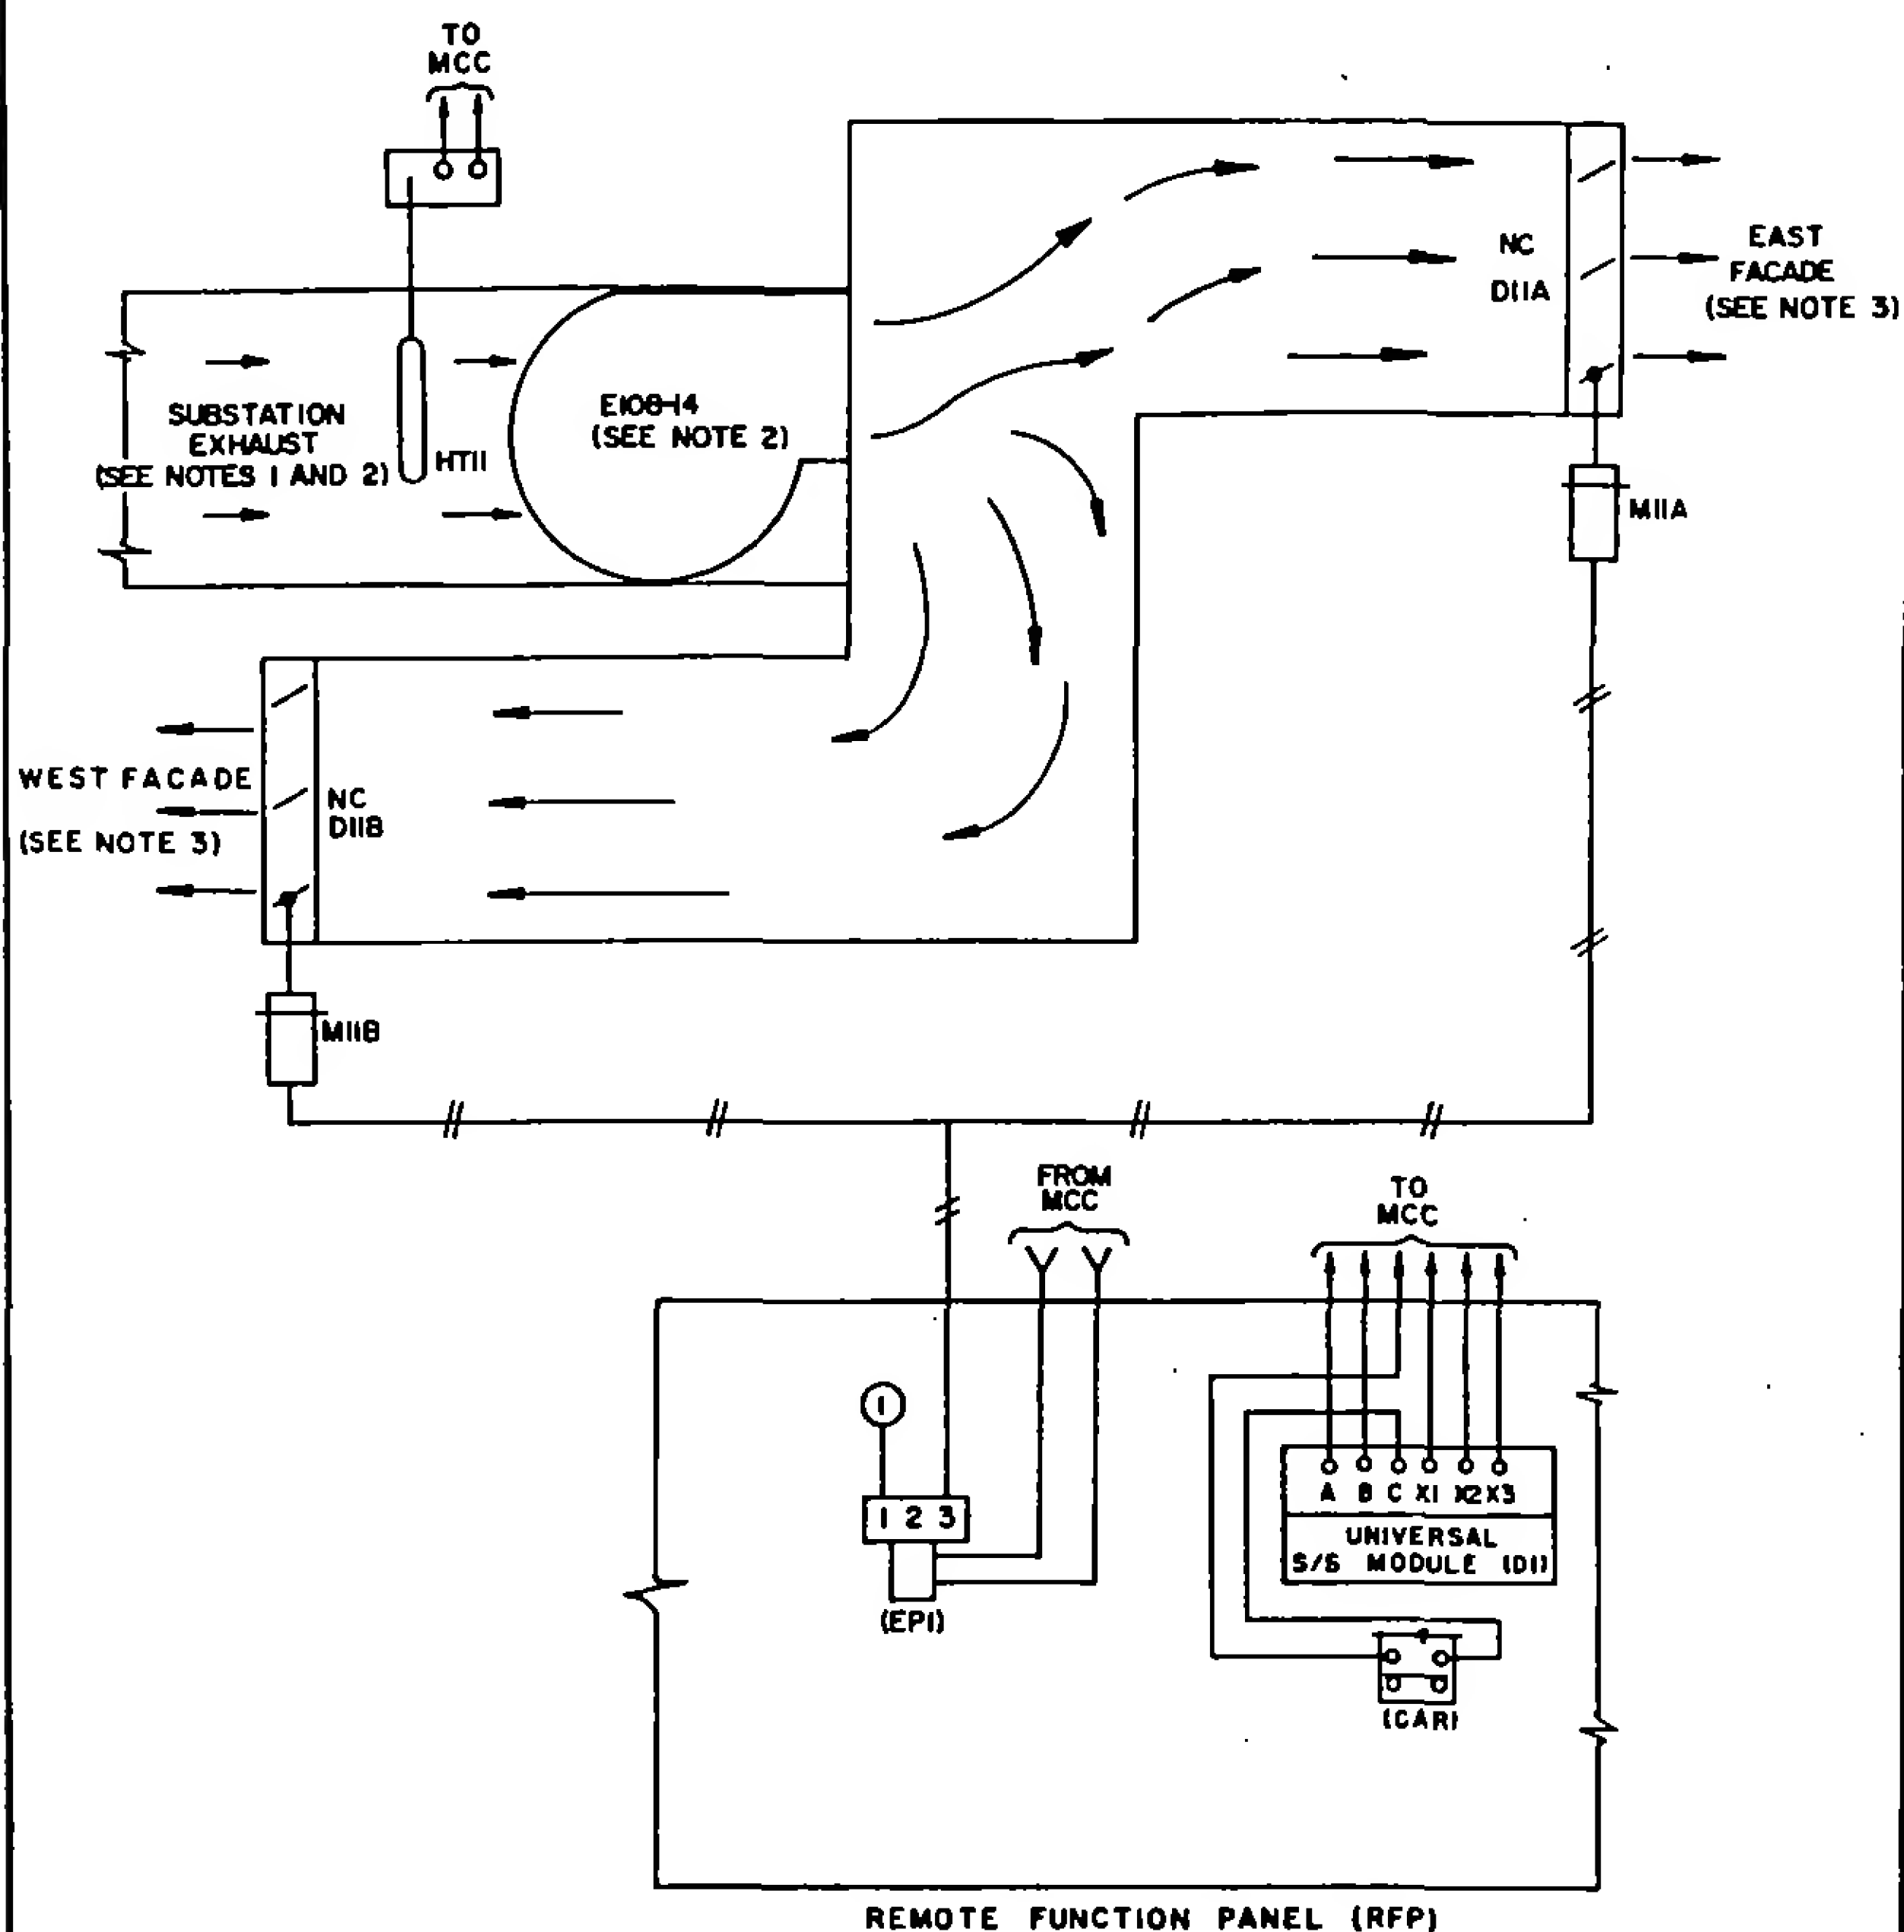 TO
MCC
NC
D11A
EAST
FACADE
(SEE NOTE 3)
SUBSTATION
EXHAUST
(SEE NOTES 1 AND 2)
HT11
E108-14
(SEE NOTE 2)
M11A
WEST FACADE
(SEE NOTE 3)
NC
D11B
M11B
FROM
MCC
TO
MCC
1
1 2 3
(EP1)
A B C X1 X2 X3
UNIVERSAL
S/S MODULE (D1)
(CAR)
REMOTE FUNCTION PANEL (RFP)